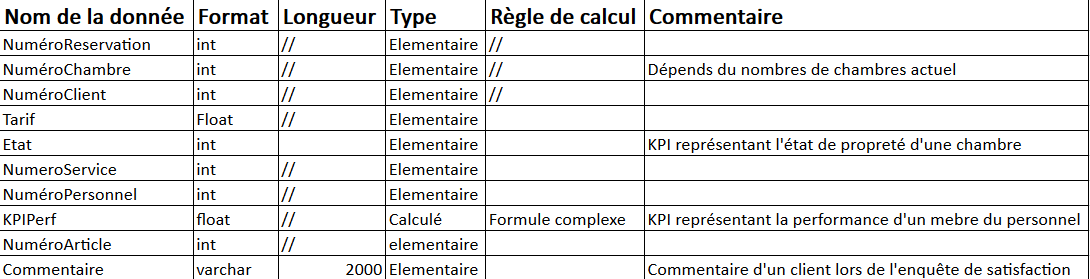 Nom de la donnée Format Longueur Type Règle de calcul Commentaire
NuméroReservation int // Elementaire //
NuméroChambre int // Elementaire // Dépends du nombres de chambres actuel
NuméroClient int // Elementaire //
Tarif Float // Elementaire
Etat int Elementaire KPI représentant l'état de propreté d'une chambre
NumeroService int // Elementaire
NuméroPersonnel int // Elementaire
KPIPerf float // Calculé Formule complexe KPI représentant la performance d'un mebre du personnel
NuméroArticle int // elementaire
Commentaire varchar 2000 Elementaire Commentaire d'un client lors de l'enquête de satisfaction